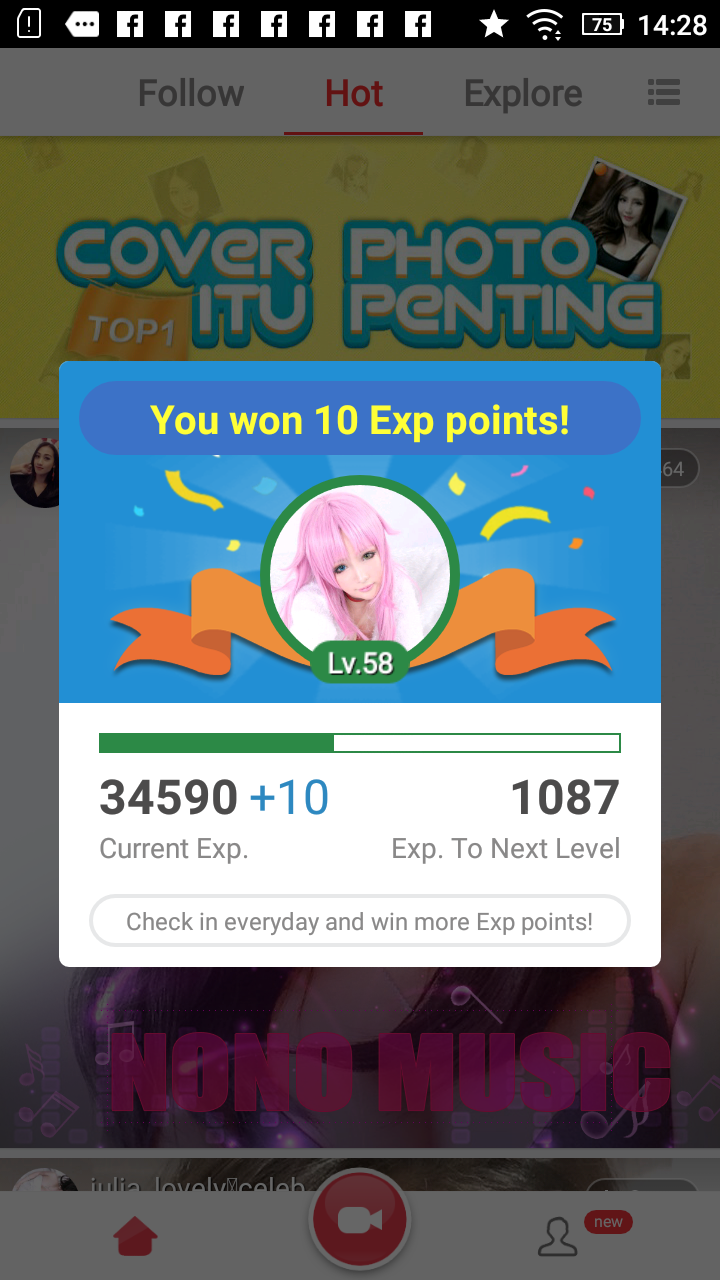 75 14:28
Follow Hot Explore
COVER PHOTO
ITU PENTING
TOP1
You won 10 Exp points!
64
Lv.58
34590 +10 1087
Current Exp. Exp. To Next Level
Check in everyday and win more Exp points!
NONO MUSIC
julia_lovely celeb
new